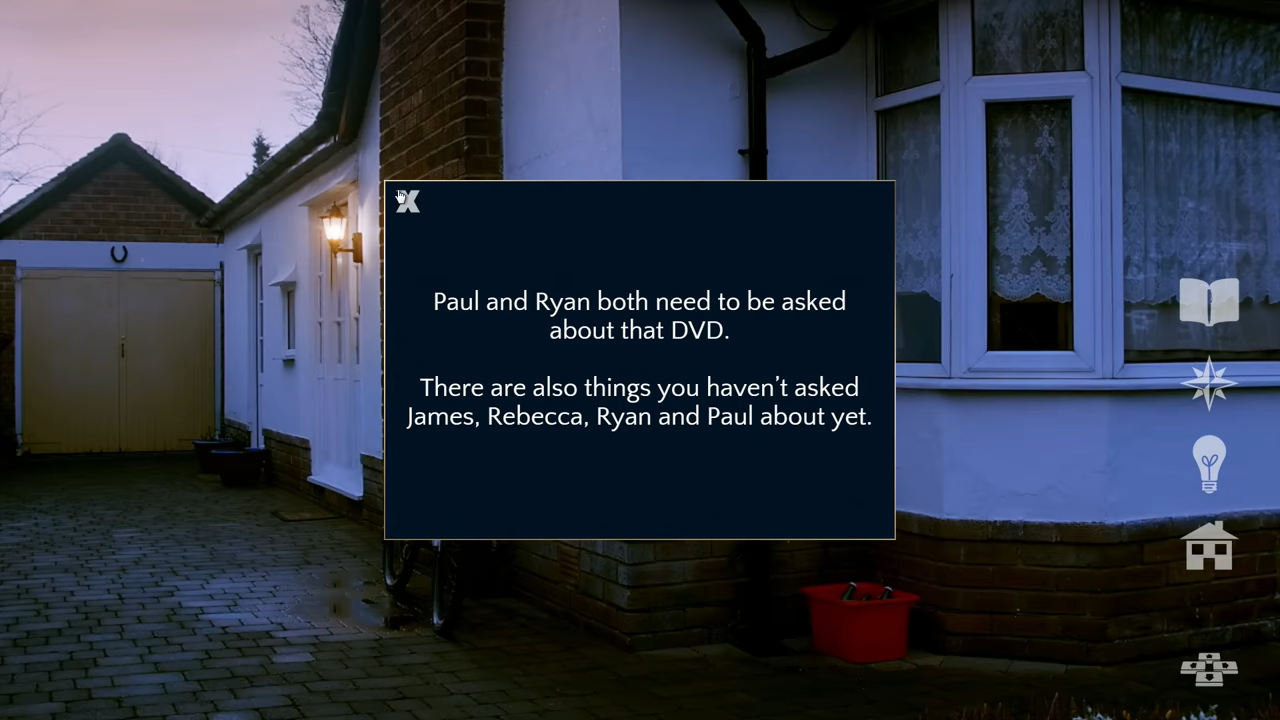 Paul and Ryan both need to be asked
about that DVD.
There are also things you haven’t asked
James, Rebecca, Ryan and Paul about yet.